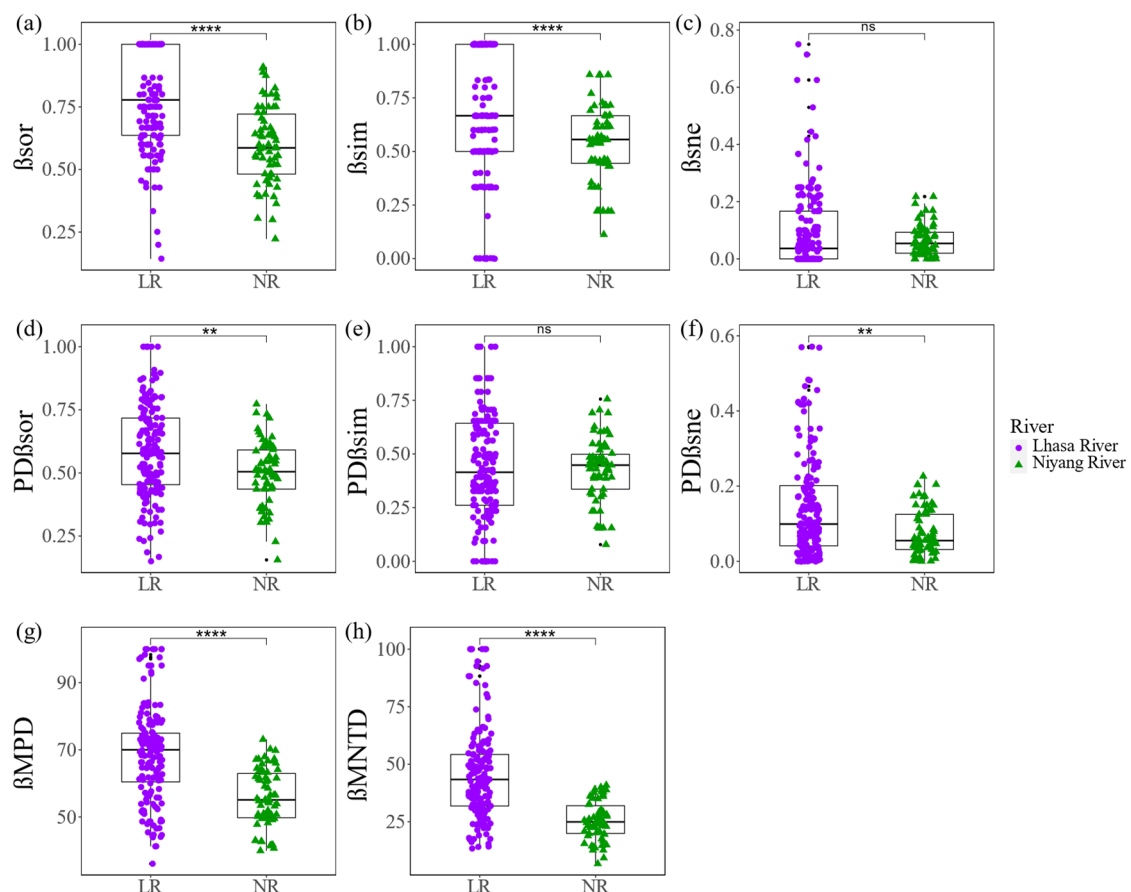 (a)
****
ßsor
1.00
0.75
0.50
0.25
LR NR
(b)
****
ßsim
1.00
0.75
0.50
0.25
0.00
LR NR
(c)
ns
ßsne
0.8
0.6
0.4
0.2
0.0
LR NR
(d)
**
PDßsor
1.00
0.75
0.50
0.25
LR NR
(e)
ns
PDßsim
1.00
0.75
0.50
0.25
0.00
LR NR
(f)
**
PDßsne
0.6
0.4
0.2
0.0
LR NR
River
Lhasa River
Niyang River
(g)
****
ßMPD
90
70
50
LR NR
(h)
****
ßMNTD
100
75
50
25
LR NR